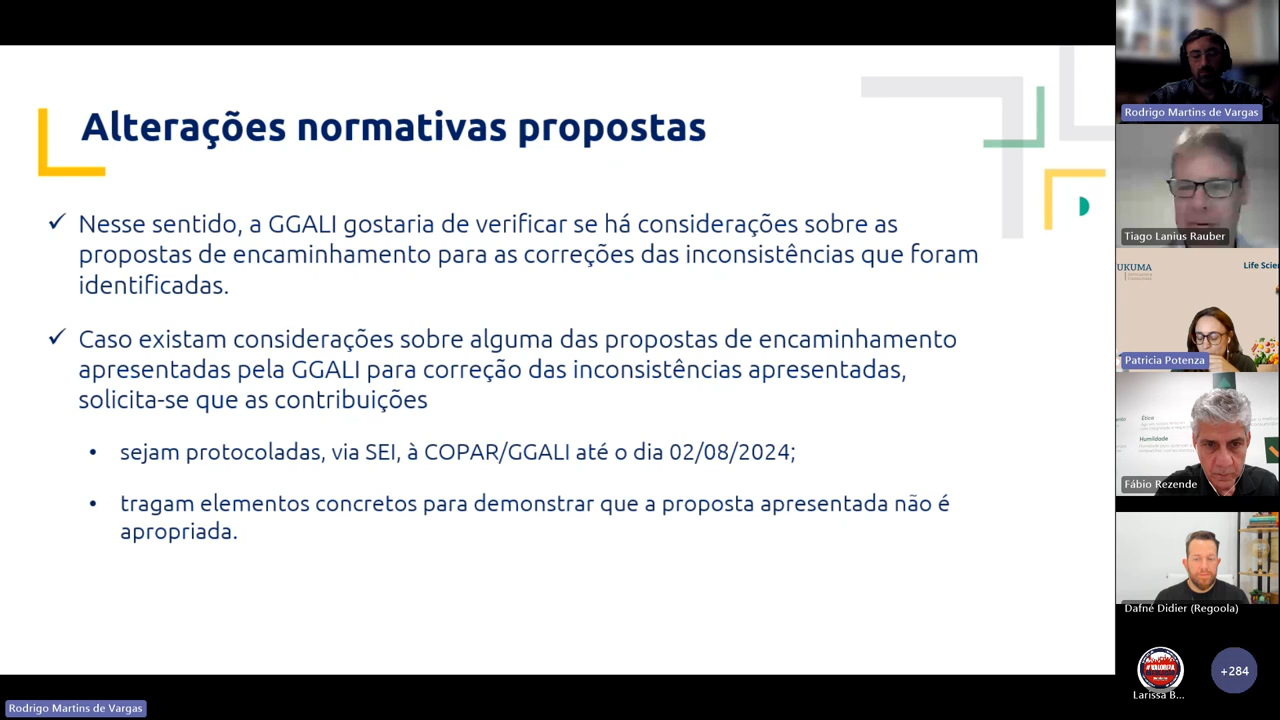 Alterações normativas propostas
✓ Nesse sentido, a GGALI gostaria de verificar se há considerações sobre as
propostas de encaminhamento para as correções das inconsistências que foram
identificadas.
✓ Caso existam considerações sobre alguma das propostas de encaminhamento
apresentadas pela GGALI para correção das inconsistências apresentadas,
solicita-se que as contribuições
• sejam protocoladas, via SEI, à COPAR/GGALI até o dia 02/08/2024;
• tragam elementos concretos para demonstrar que a proposta apresentada não é
apropriada.
Rodrigo Martins de Vargas
Tiago Lanius Rauber
UKUMA
Life Scien
Patricia Potenza
Ética
Humildade
Fábio Rezende
Dafné Didier (Regoola)
Larissa B...
+284
Rodrigo Martins de Vargas